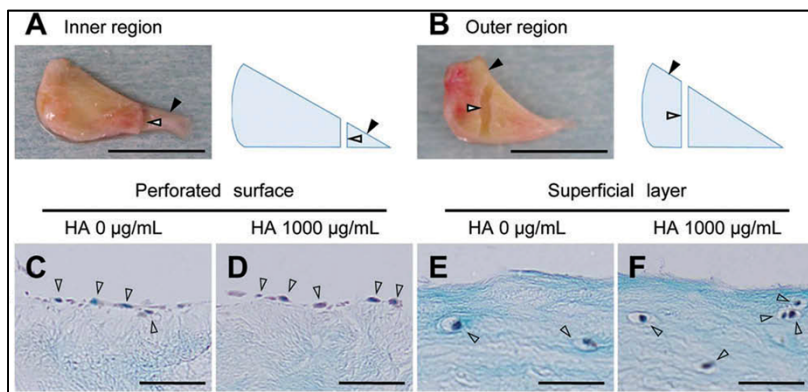 A Inner region
B Outer region
Perforated surface
Superficial layer
HA 0 µg/mL
HA 1000 µg/mL
HA 0 µg/mL
HA 1000 µg/mL
C
D
E
F